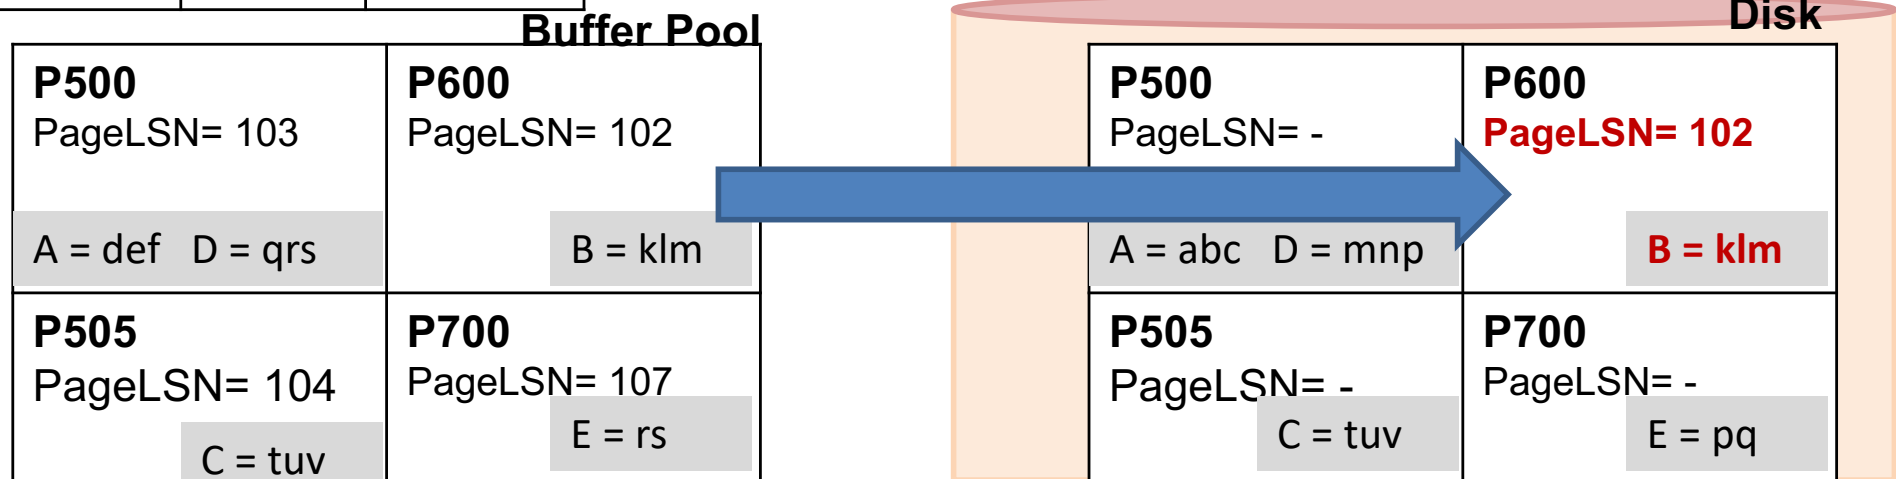 Buffer Pool
Disk
P500
PageLSN= 103
A = def D = qrs
P600
PageLSN= 102
B = klm
P505
PageLSN= 104
C = tuv
P700
PageLSN= 107
E = rs
P500
PageLSN= -
A = abc D = mnp
P600
PageLSN= 102
B = klm
P505
PageLSN= -
C = tuv
P700
PageLSN= -
E = pq